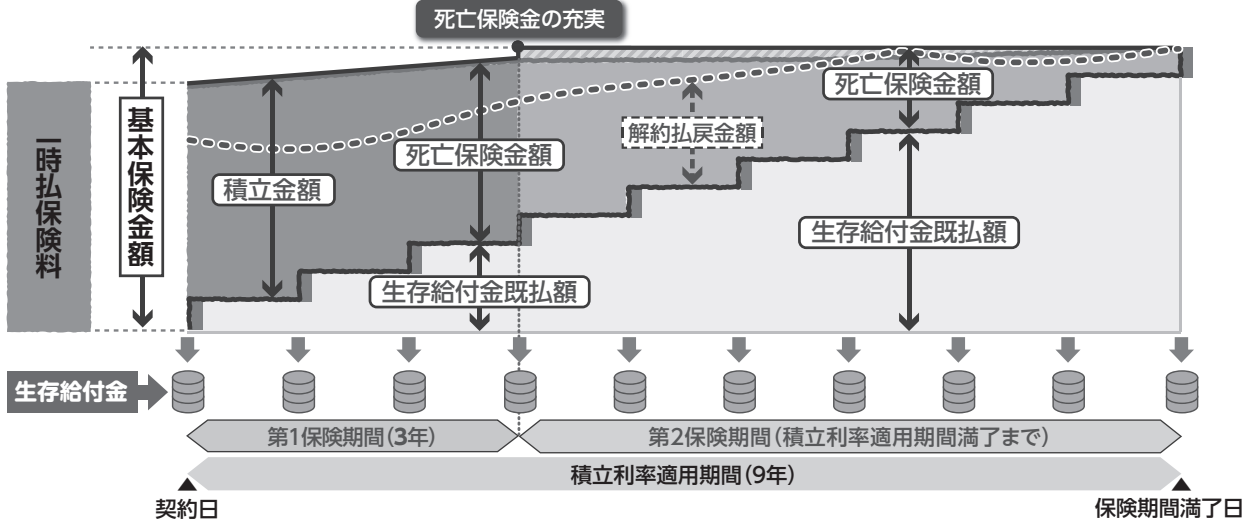 死亡保険金の充実
一時払保険料
基本保険金額
積立金額
死亡保険金額
生存給付金既払額
解約払戻金額
死亡保険金額
生存給付金既払額
生存給付金
第1保険期間(3年)
第2保険期間(積立利率適用期間満了まで)
積立利率適用期間(9年)
契約日
保険期間満了日